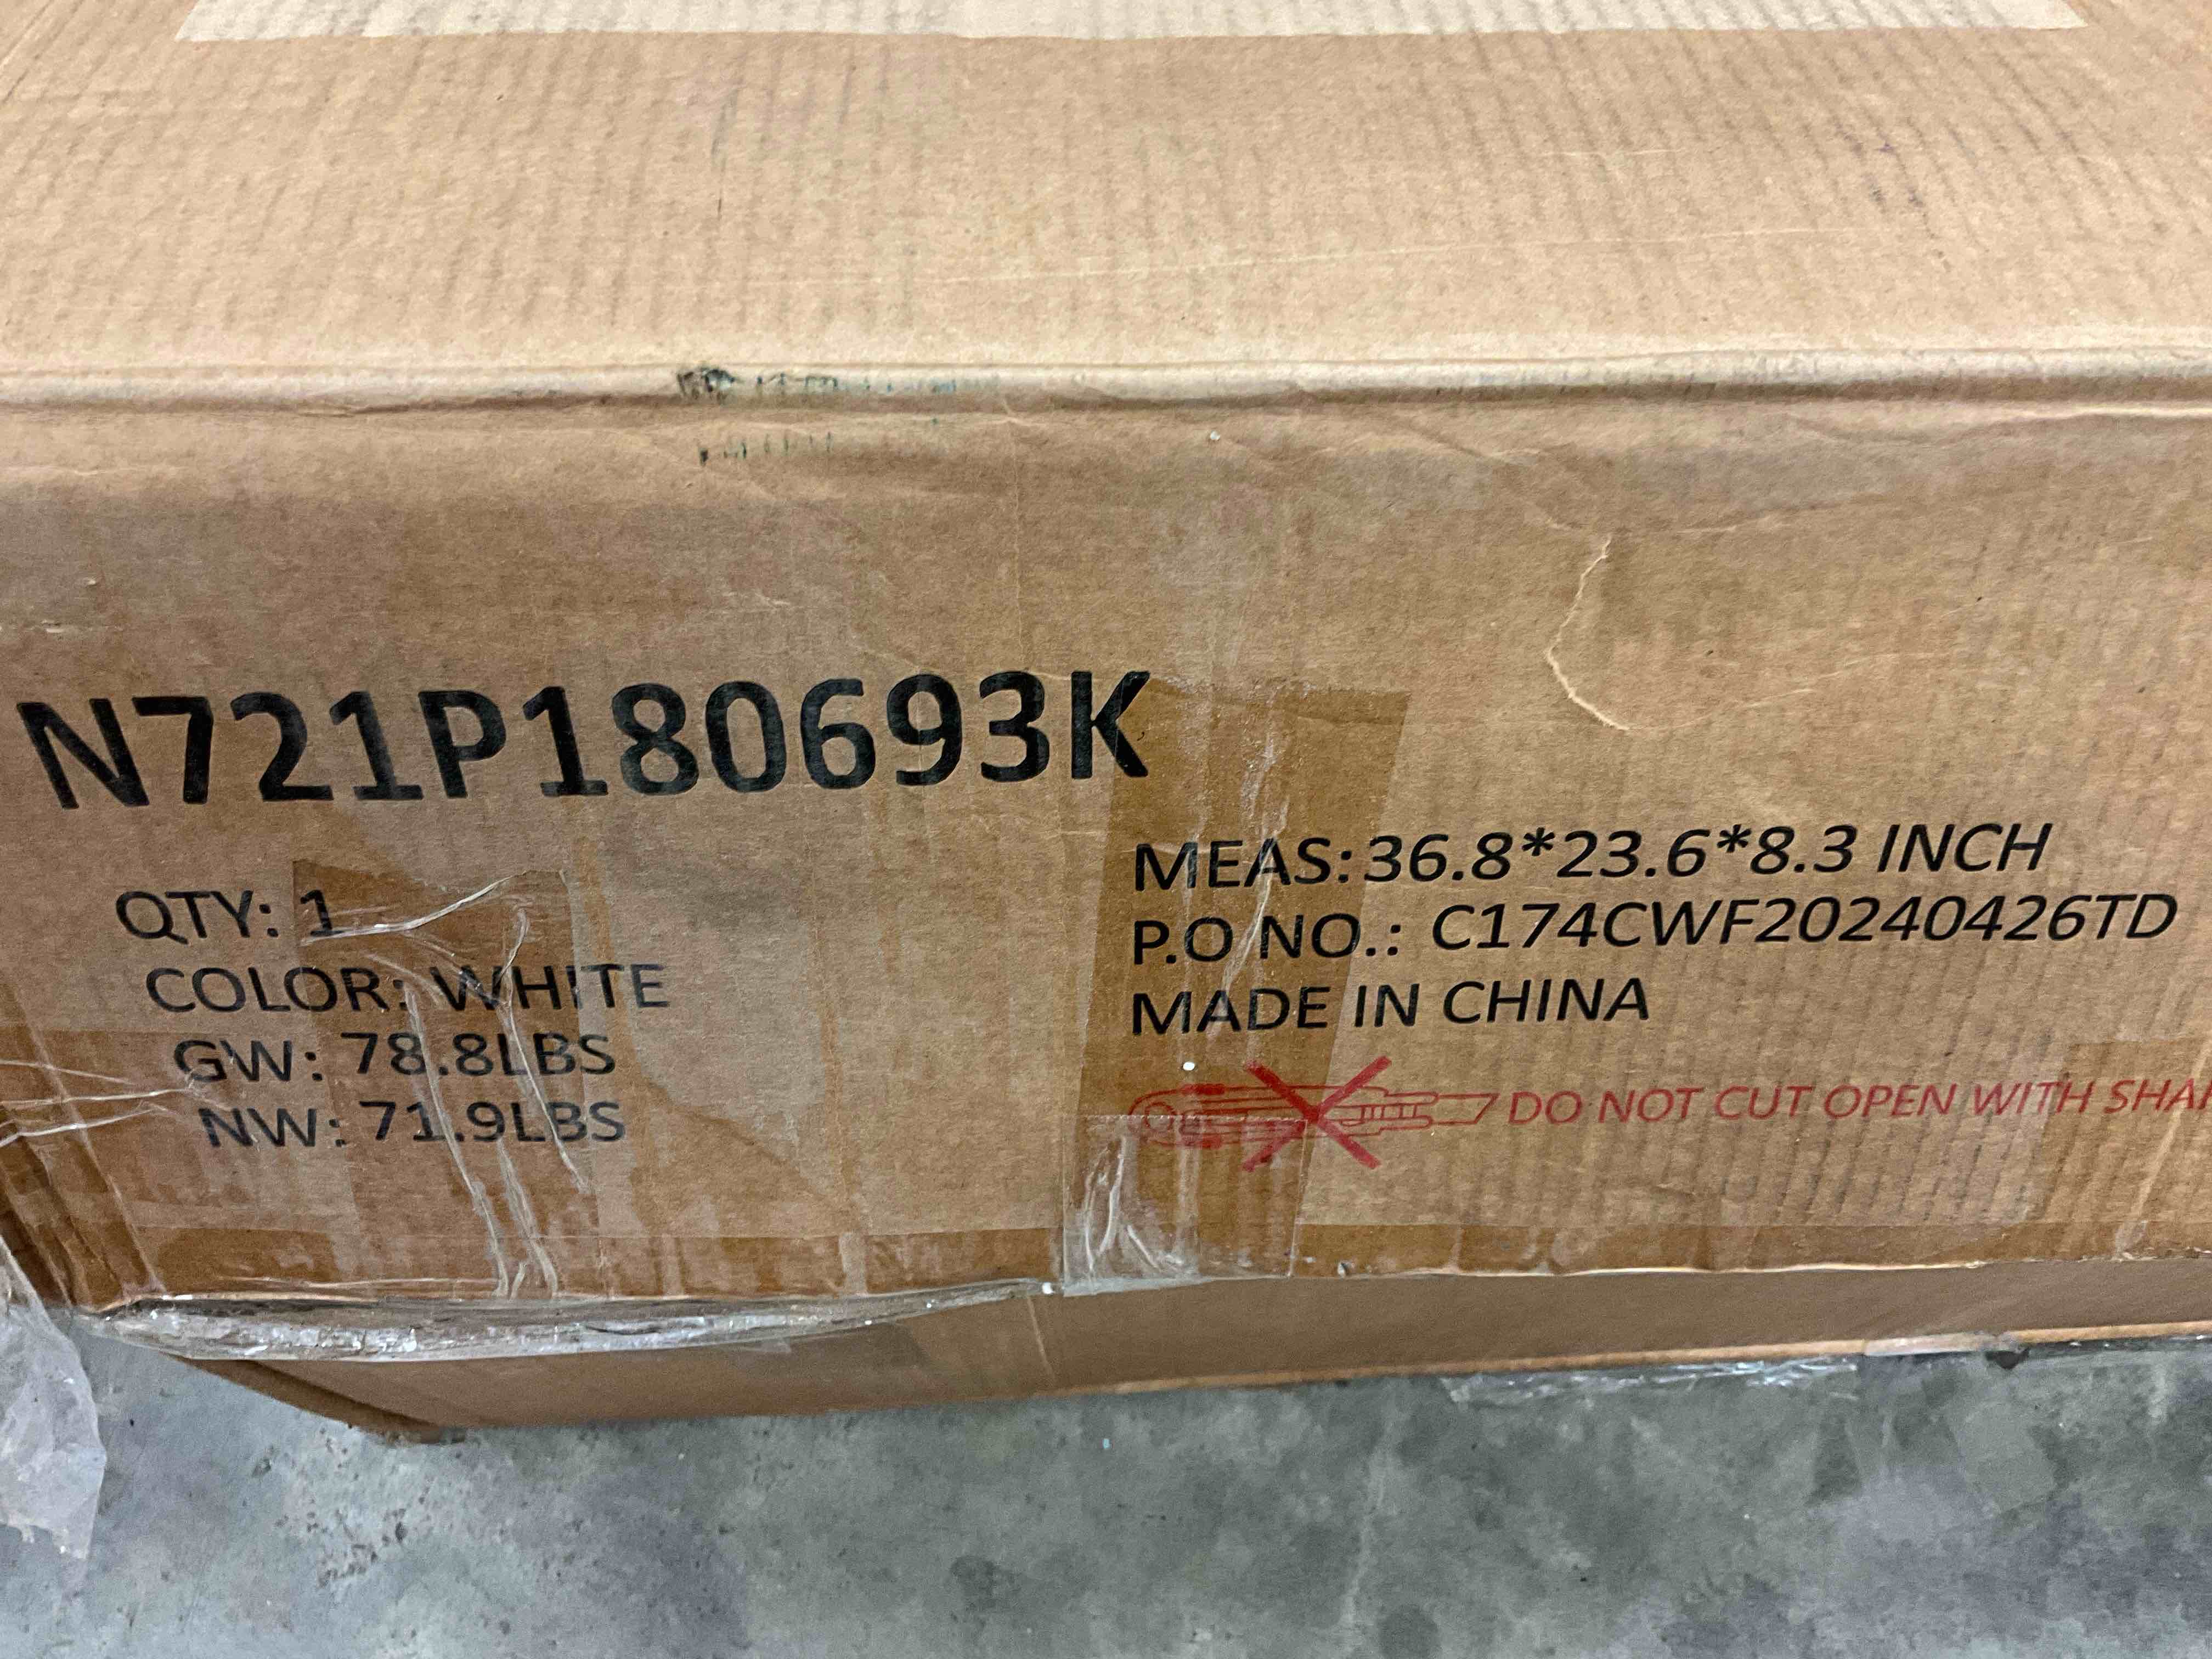 N721P180693K
QTY: 1
COLOR: WHITE
GW: 78.8LBS
NW: 71.9LBS
MEAS:36.8*23.6*8.3 INCH
P.O NO.: C174CWF20240426TD
MADE IN CHINA
DO NOT CUT OPEN WITH